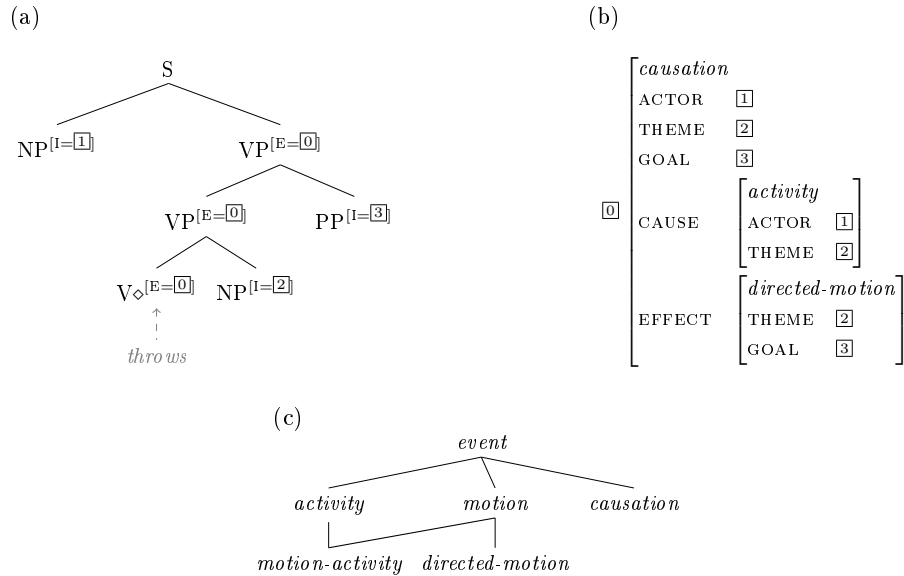 (a)
S
NP[I=1]
VP[E=0]
VP[E=0]
PP[I=3]
V◇[E=0]
NP[I=2]
throws
(b)
0
causation
ACTOR 1
THEME 2
GOAL 3
CAUSE
activity
ACTOR 1
THEME 2
EFFECT
directed-motion
THEME 2
GOAL 3
(c)
event
activity motion causation
motion-activity directed-motion